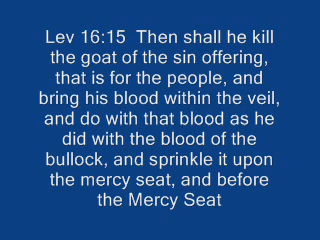 Lev 16:15  Then shall he kill
the goat of the sin offering,
that is for the people, and
bring his blood within the veil,
and do with that blood as he
did with the blood of the
bullock, and sprinkle it upon
the mercy seat, and before
the Mercy Seat